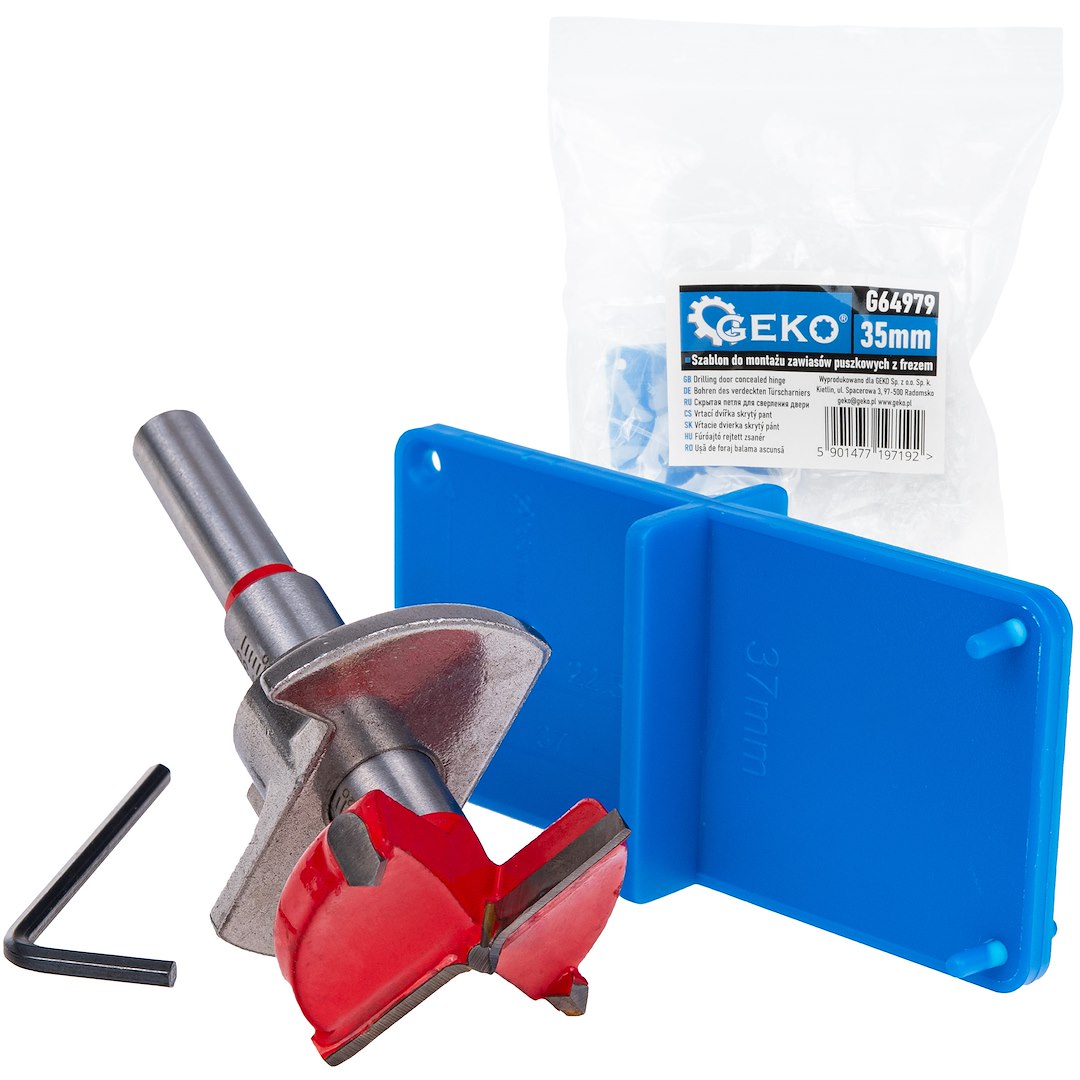 G64979
GEKO®
35mm
Szablon do montażu zawiasów puszkowych z frezem
GB Drilling door concealed hinge
DE Bohren des verdeckten Türscharniers
RU Скрытая петля для сверления двери
CS Vrtací dvířka skrytý pant
SK Vŕtacie dvierka skrytý pánt
HU Fúróajtó rejtett zsanér
RO Ușă de foraj balama ascunsă
Wyprodukowano dla GEKO Sp. z o.o. Sp. k.
Kietlin, ul. Spacerowa 3, 97-500 Radomsko
geko@geko.pl www.geko.pl
5 901477 197192 >
37mm